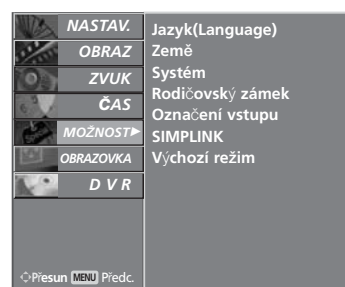 NASTAV.
OBRAZ
ZVUK
ČAS
MOŽNOST
OBRAZOVKA
D V R
Jazyk(Language)
Země
Systém
Rodičovský zámek
Označení vstupu
SIMPLINK
Výchozí režim
Přesun MENU Předc.